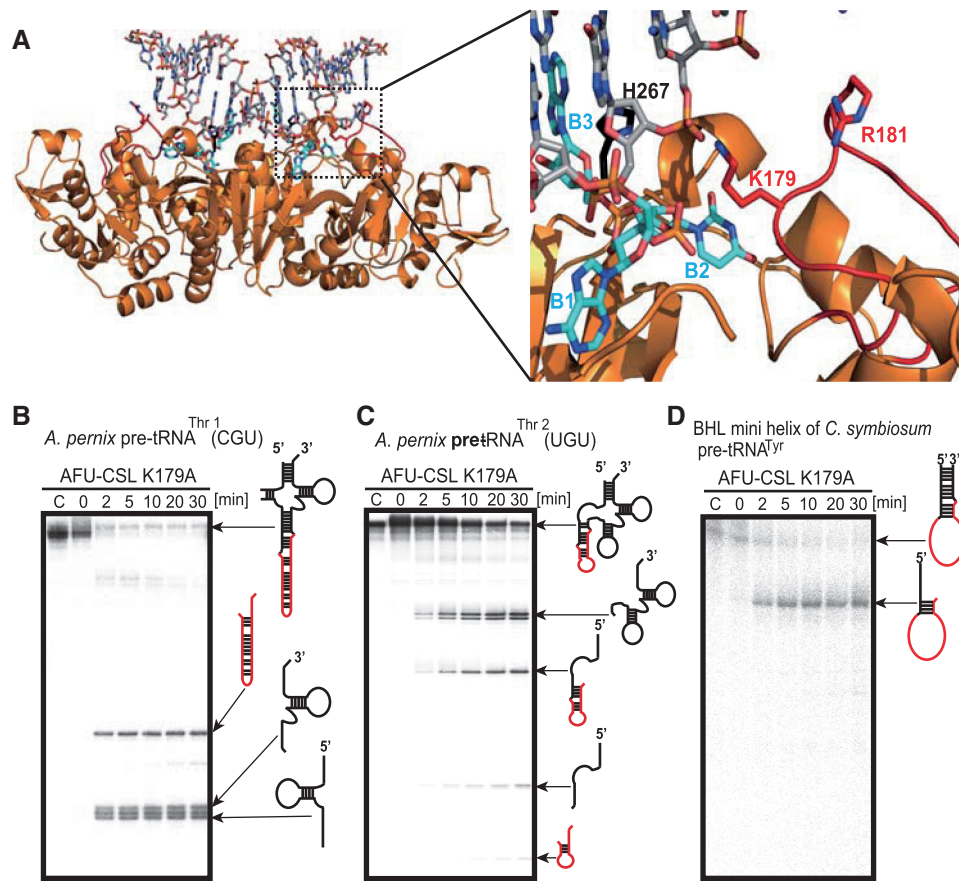 A
H267
B3
R181
K179
B2
B1
B
A. pernix pre-tRNA Thr 1 (CGU)
AFU-CSL K179A
C 0 2 5 10 20 30 [min]
5' 3'
3'
5'
C
A. pernix pre-tRNA Thr 2 (UGU)
AFU-CSL K179A
C 0 2 5 10 20 30 [min]
5' 3'
3'
5'
5'
D
BHL mini helix of C. symbiosum
pre-tRNATyr
AFU-CSL K179A
C 0 2 5 10 20 30 [min]
5' 3'
5'